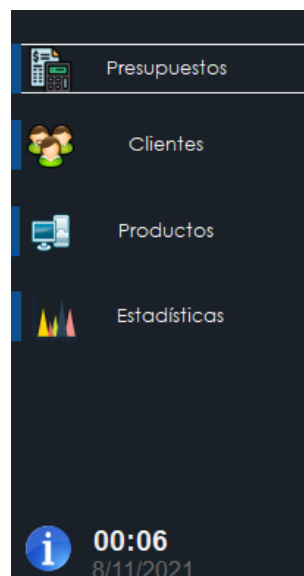 Presupuestos
Clientes
Productos
Estadísticas
00:06
8/11/2021